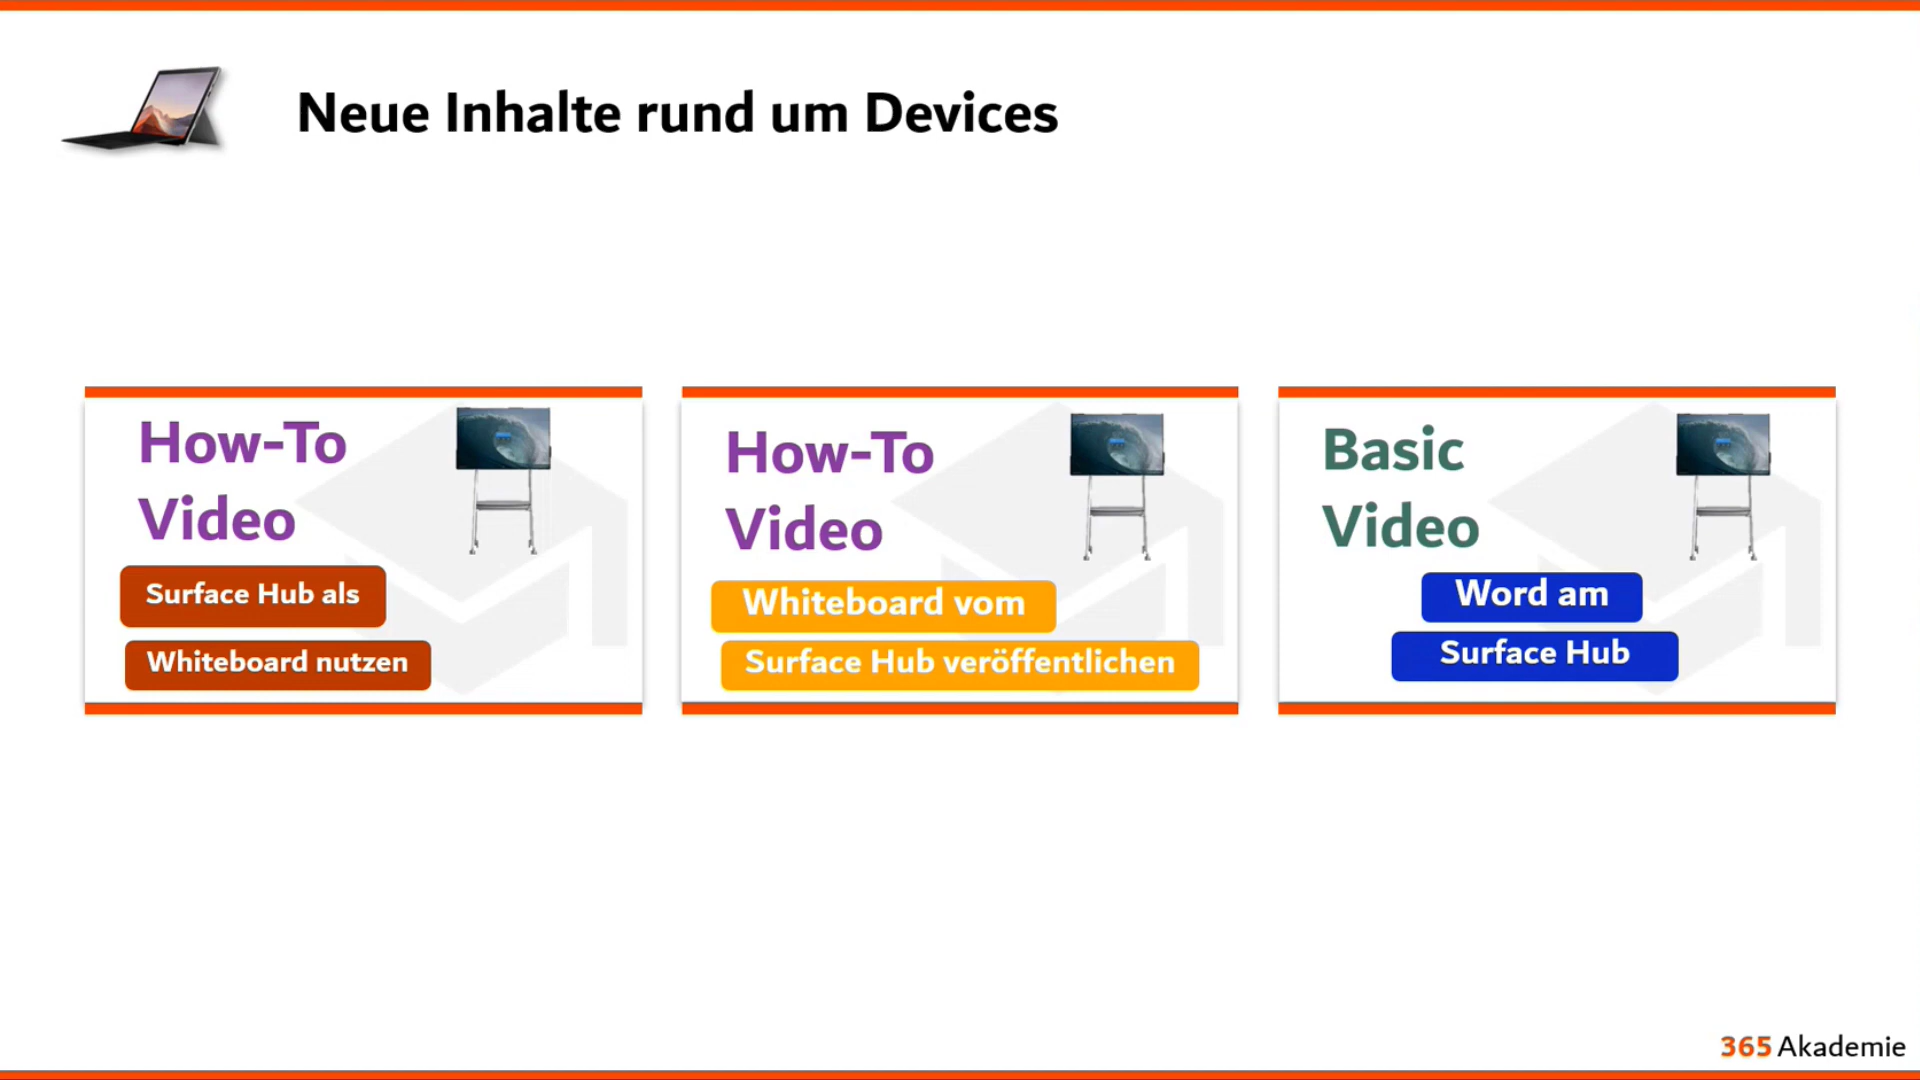 Neue Inhalte rund um Devices
How-To
Video
Surface Hub als
Whiteboard nutzen
How-To
Video
Whiteboard vom
Surface Hub veröffentlichen
Basic
Video
Word am
Surface Hub
365 Akademie